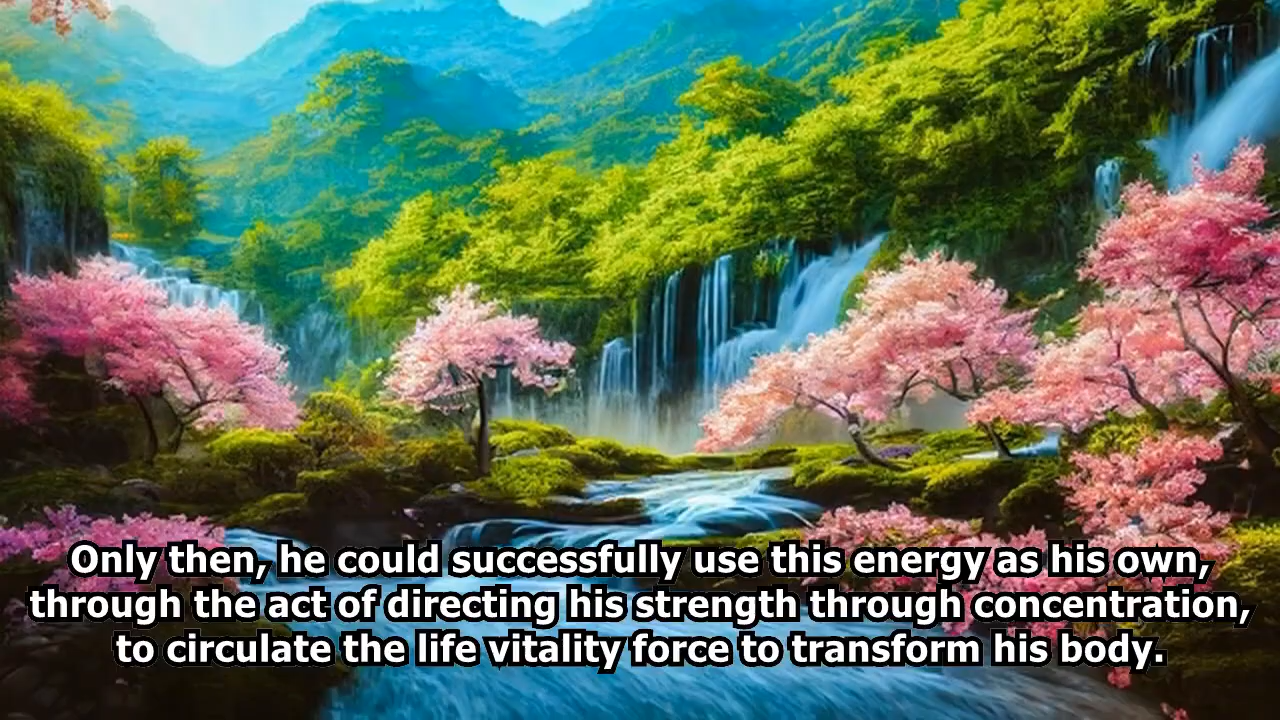 Only then, he could successfully use this energy as his own,
through the act of directing his strength through concentration,
to circulate the life vitality force to transform his body.